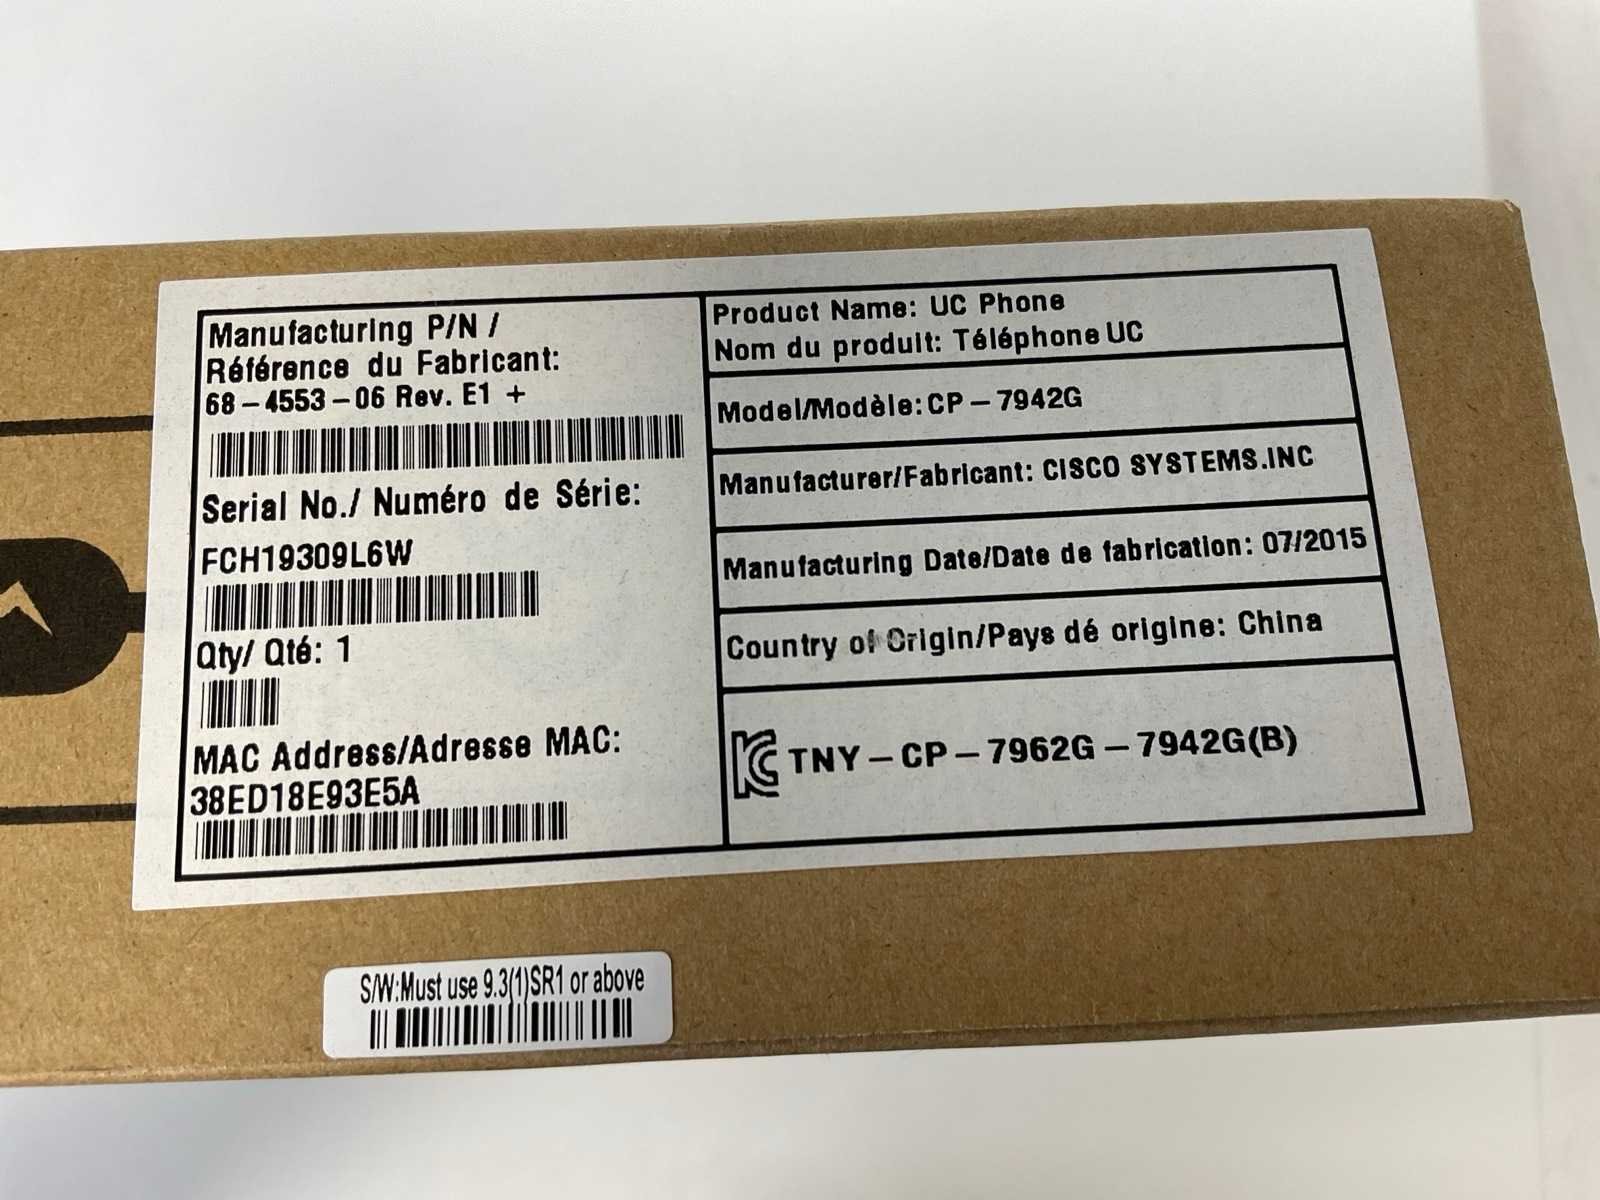 Manufacturing P/N /
Référence du Fabricant:
68-4553-06 Rev. E1 +
Serial No./ Numéro de Série:
FCH19309L6W
Qty/ Qté: 1
MAC Address/Adresse MAC:
38ED18E93E5A
Product Name: UC Phone
Nom du produit: Téléphone UC
Model/Modèle: CP-7942G
Manufacturer/Fabricant: CISCO SYSTEMS.INC
Manufacturing Date/Date de fabrication: 07/2015
Country of Origin/Pays dé origine: China
TNY-CP-7962G-7942G(B)
S/W:Must use 9.3(1)SR1 or above